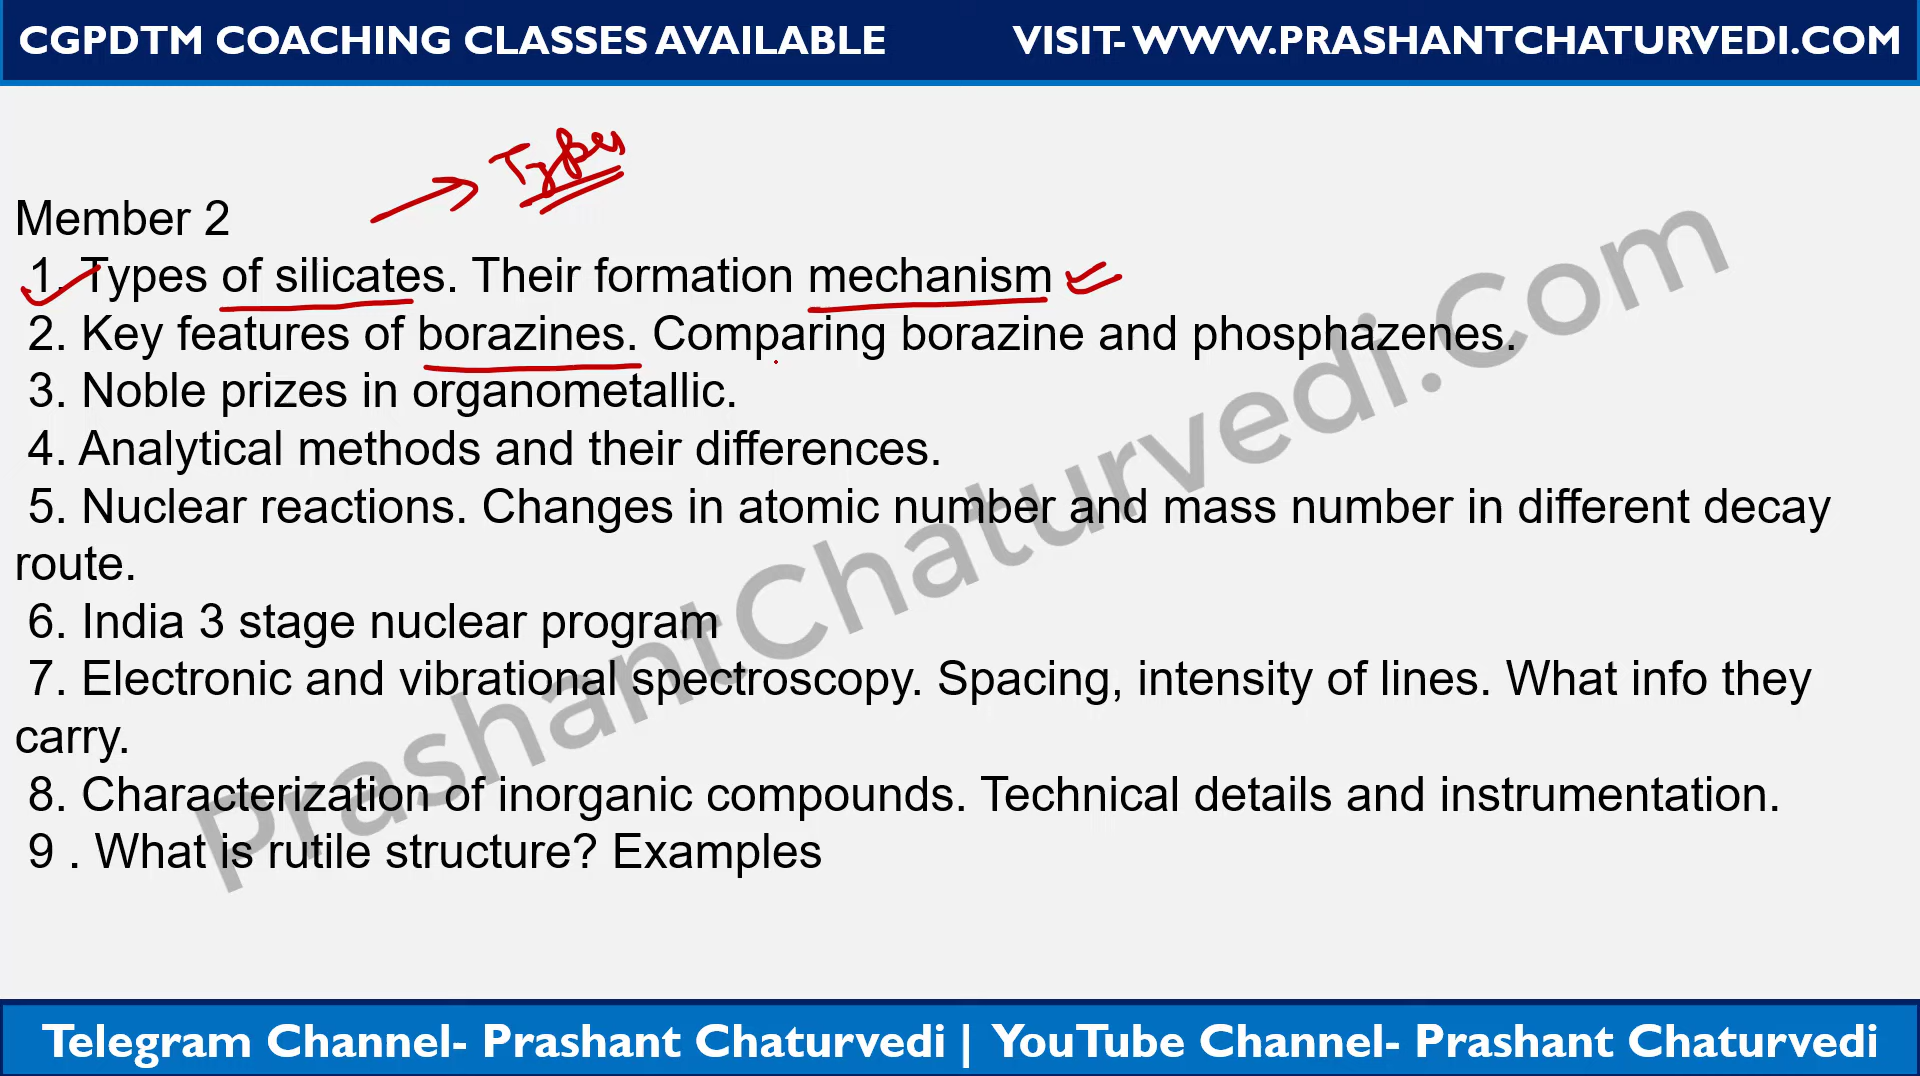 CGPDTM COACHING CLASSES AVAILABLE VISIT- WWW.PRASHANTCHATURVEDI.COM
Types
Member 2
1. Types of silicates. Their formation mechanism
2. Key features of borazines. Comparing borazine and phosphazenes.
3. Noble prizes in organometallic.
4. Analytical methods and their differences.
5. Nuclear reactions. Changes in atomic number and mass number in different decay
route.
6. India 3 stage nuclear program
7. Electronic and vibrational spectroscopy. Spacing, intensity of lines. What info they
carry.
8. Characterization of inorganic compounds. Technical details and instrumentation.
9 . What is rutile structure? Examples
PrashantChaturvedi.Com
Telegram Channel- Prashant Chaturvedi | YouTube Channel- Prashant Chaturvedi